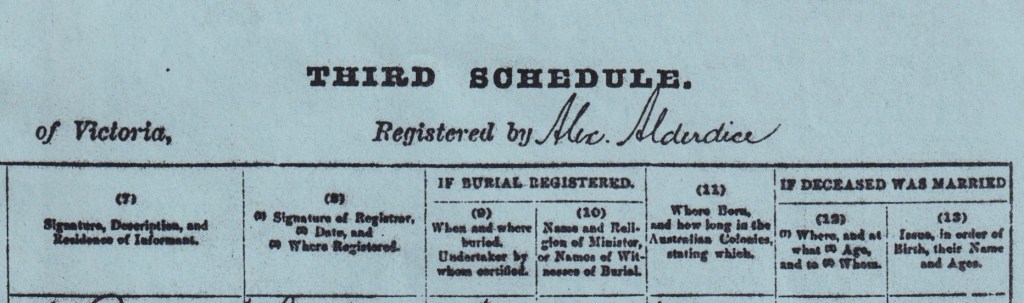 THIRD SCHEDULE.
of Victoria, Registered by Alex. Alderdice
IF BURIAL REGISTERED. IF DECEASED WAS MARRIED
(7)
Signature, Description, and
Residence of Informant.
(8)
(1) Signature of Registrar,
(2) Date, and
(3) Where Registered.
(9)
When and where
buried.
Undertaker by
whom certified.
(10)
Name and Reli-
gion of Minister,
or Names of Wit-
nesses of Burial.
(11)
Where Born,
and how long in the
Australian Colonies,
stating which.
(12)
(1) Where, and at
what (2) Age,
and to (3) Whom.
(13)
Issue, in order of
Birth, their Name
and Ages.